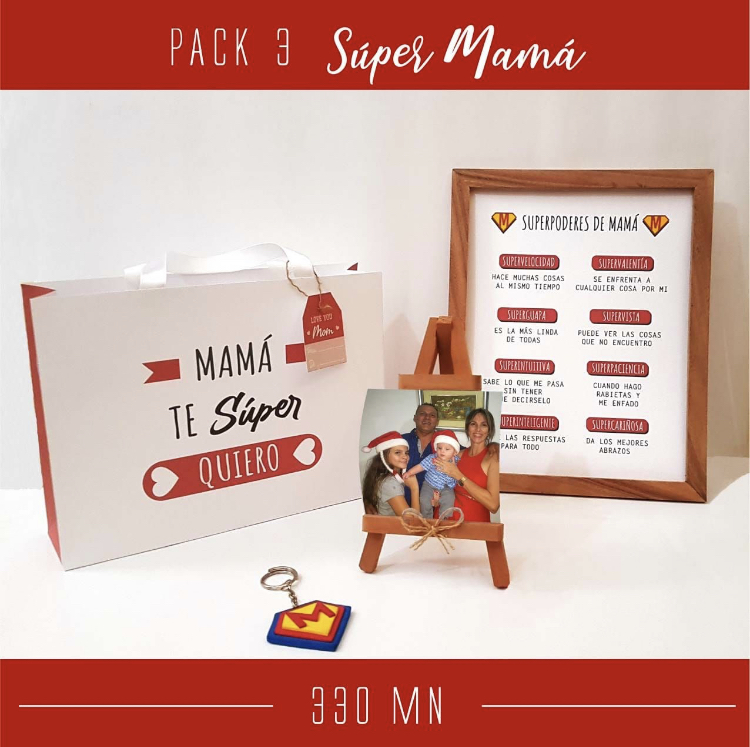 PACK 3 Súper Mamá
M SUPERPODERES DE MAMÁ M
SUPERVELOCIDAD
HACE MUCHAS COSAS
AL MISMO TIEMPO
SUPERVALENTÍA
SE ENFRENTA A
CUALQUIER COSA POR MI
SUPERGUAPA
ES LA MÁS LINDA
DE TODAS
SUPERVISTA
PUEDE VER LAS COSAS
QUE NO ENCUENTRO
SUPERINTUITIVA
SABE LO QUE ME PASA
SIN TENER
DECIRSELO
SUPERPACIENCIA
CUANDO HAGO
RABIETAS Y
ME ENFADO
UPERINTELIGENTE
LAS RESPUESTAS
PARA TODO
SUPERCARIÑOSA
DA LOS MEJORES
ABRAZOS
LOVE YOU
Mom
MAMÁ
TE Súper
QUIERO
M
330 MN